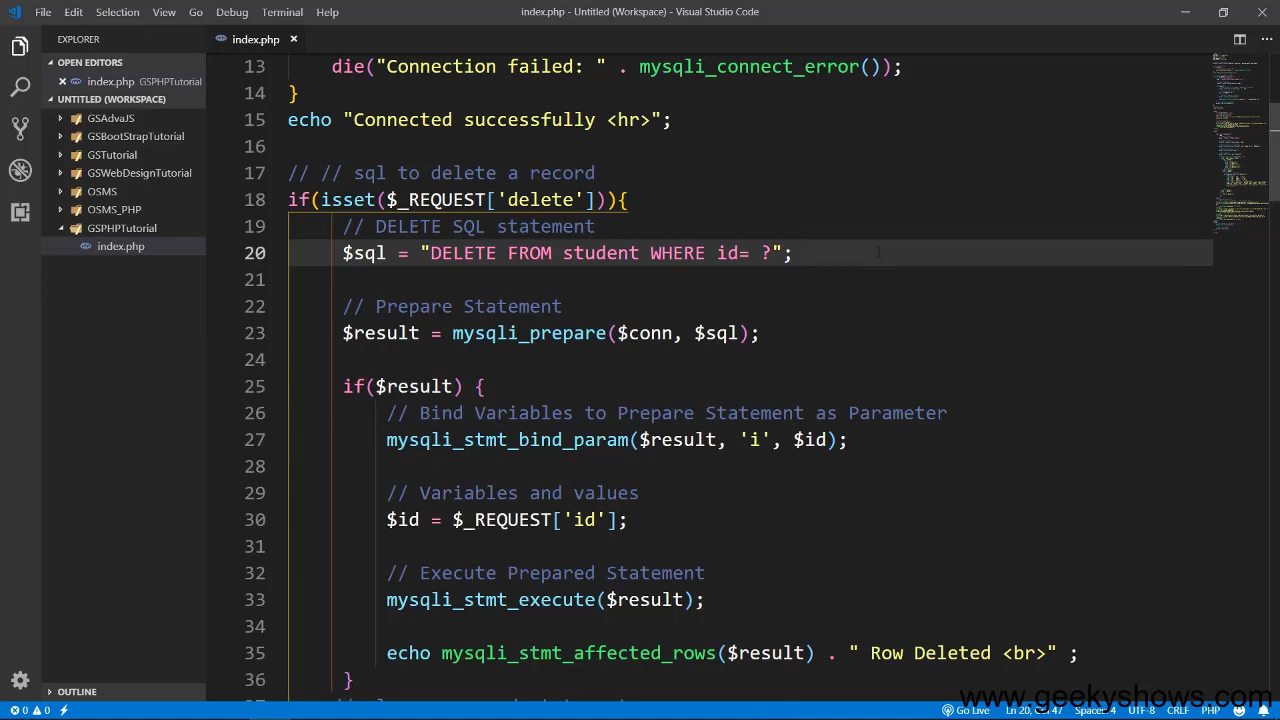 File Edit Selection View Go Debug Terminal Help index.php - Untitled (Workspace) - Visual Studio Code
EXPLORER
OPEN EDITORS
index.php GSPHPTutorial
UNTITLED (WORKSPACE)
GSAdvaJS
GSBootStrapTutorial
GSTutorial
GSWebDesignTutorial
OSMS
OSMS_PHP
GSPHPTutorial
index.php
OUTLINE
index.php
13 die("Connection failed: " . mysqli_connect_error());
14 }
15 echo "Connected successfully <hr>";
16
17 // // sql to delete a record
18 if(isset($_REQUEST['delete'])){
19 // DELETE SQL statement
20 $sql = "DELETE FROM student WHERE id= ?";
21
22 // Prepare Statement
23 $result = mysqli_prepare($conn, $sql);
24
25 if($result) {
26 // Bind Variables to Prepare Statement as Parameter
27 mysqli_stmt_bind_param($result, 'i', $id);
28
29 // Variables and values
30 $id = $_REQUEST['id'];
31
32 // Execute Prepared Statement
33 mysqli_stmt_execute($result);
34
35 echo mysqli_stmt_affected_rows($result) . " Row Deleted <br>" ;
36 }
www.geekyshows.com
0 0 Go Live Ln 20, Col 47 Spaces: 4 UTF-8 CRLF PHP